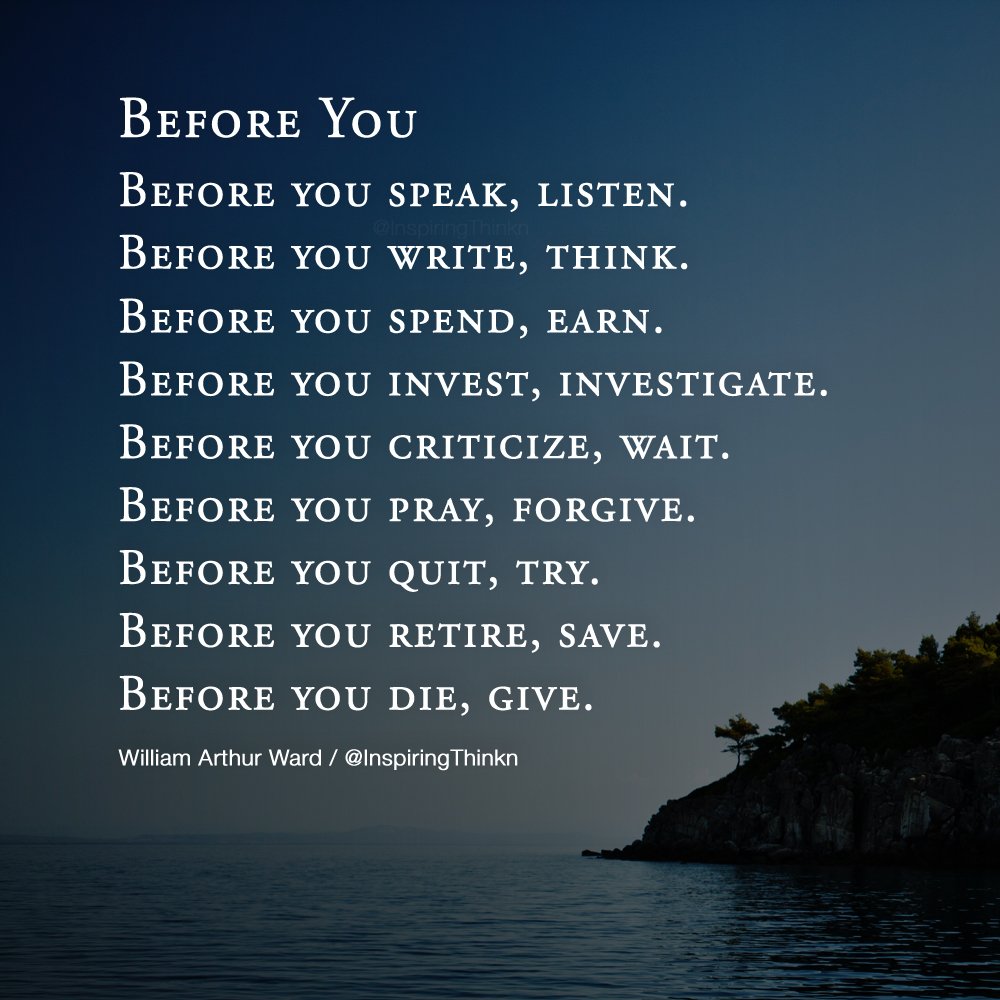 Before You
Before you speak, listen.
@InspiringThinkn
Before you write, think.
Before you spend, earn.
Before you invest, investigate.
Before you criticize, wait.
Before you pray, forgive.
Before you quit, try.
Before you retire, save.
Before you die, give.
William Arthur Ward / @InspiringThinkn